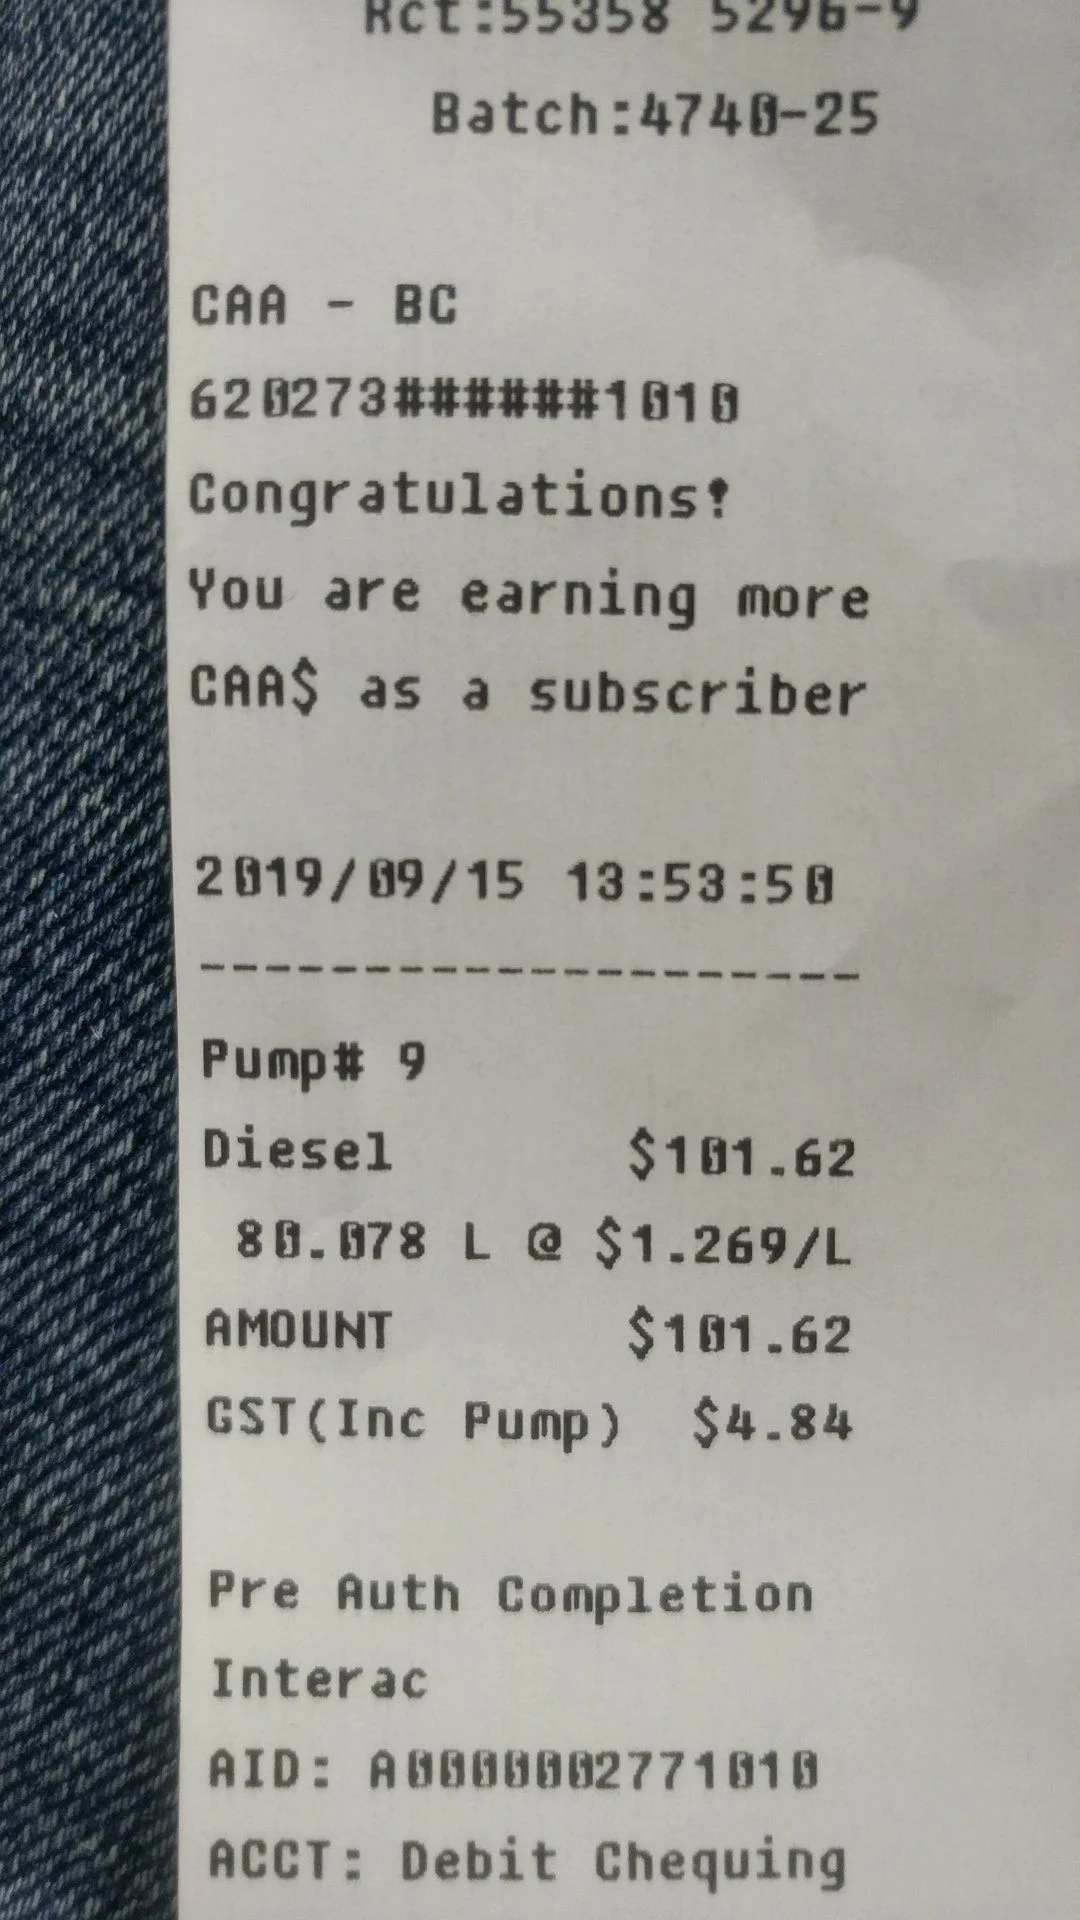 Rct:55358 5296-9
Batch:4740-25
CAA - BC
620273######1010
Congratulations!
You are earning more
CAA$ as a subscriber
2019/09/15 13:53:50
--------------------
Pump# 9
Diesel $101.62
80.078 L @ $1.269/L
AMOUNT $101.62
GST(Inc Pump) $4.84
Pre Auth Completion
Interac
AID: A0000002771010
ACCT: Debit Chequing